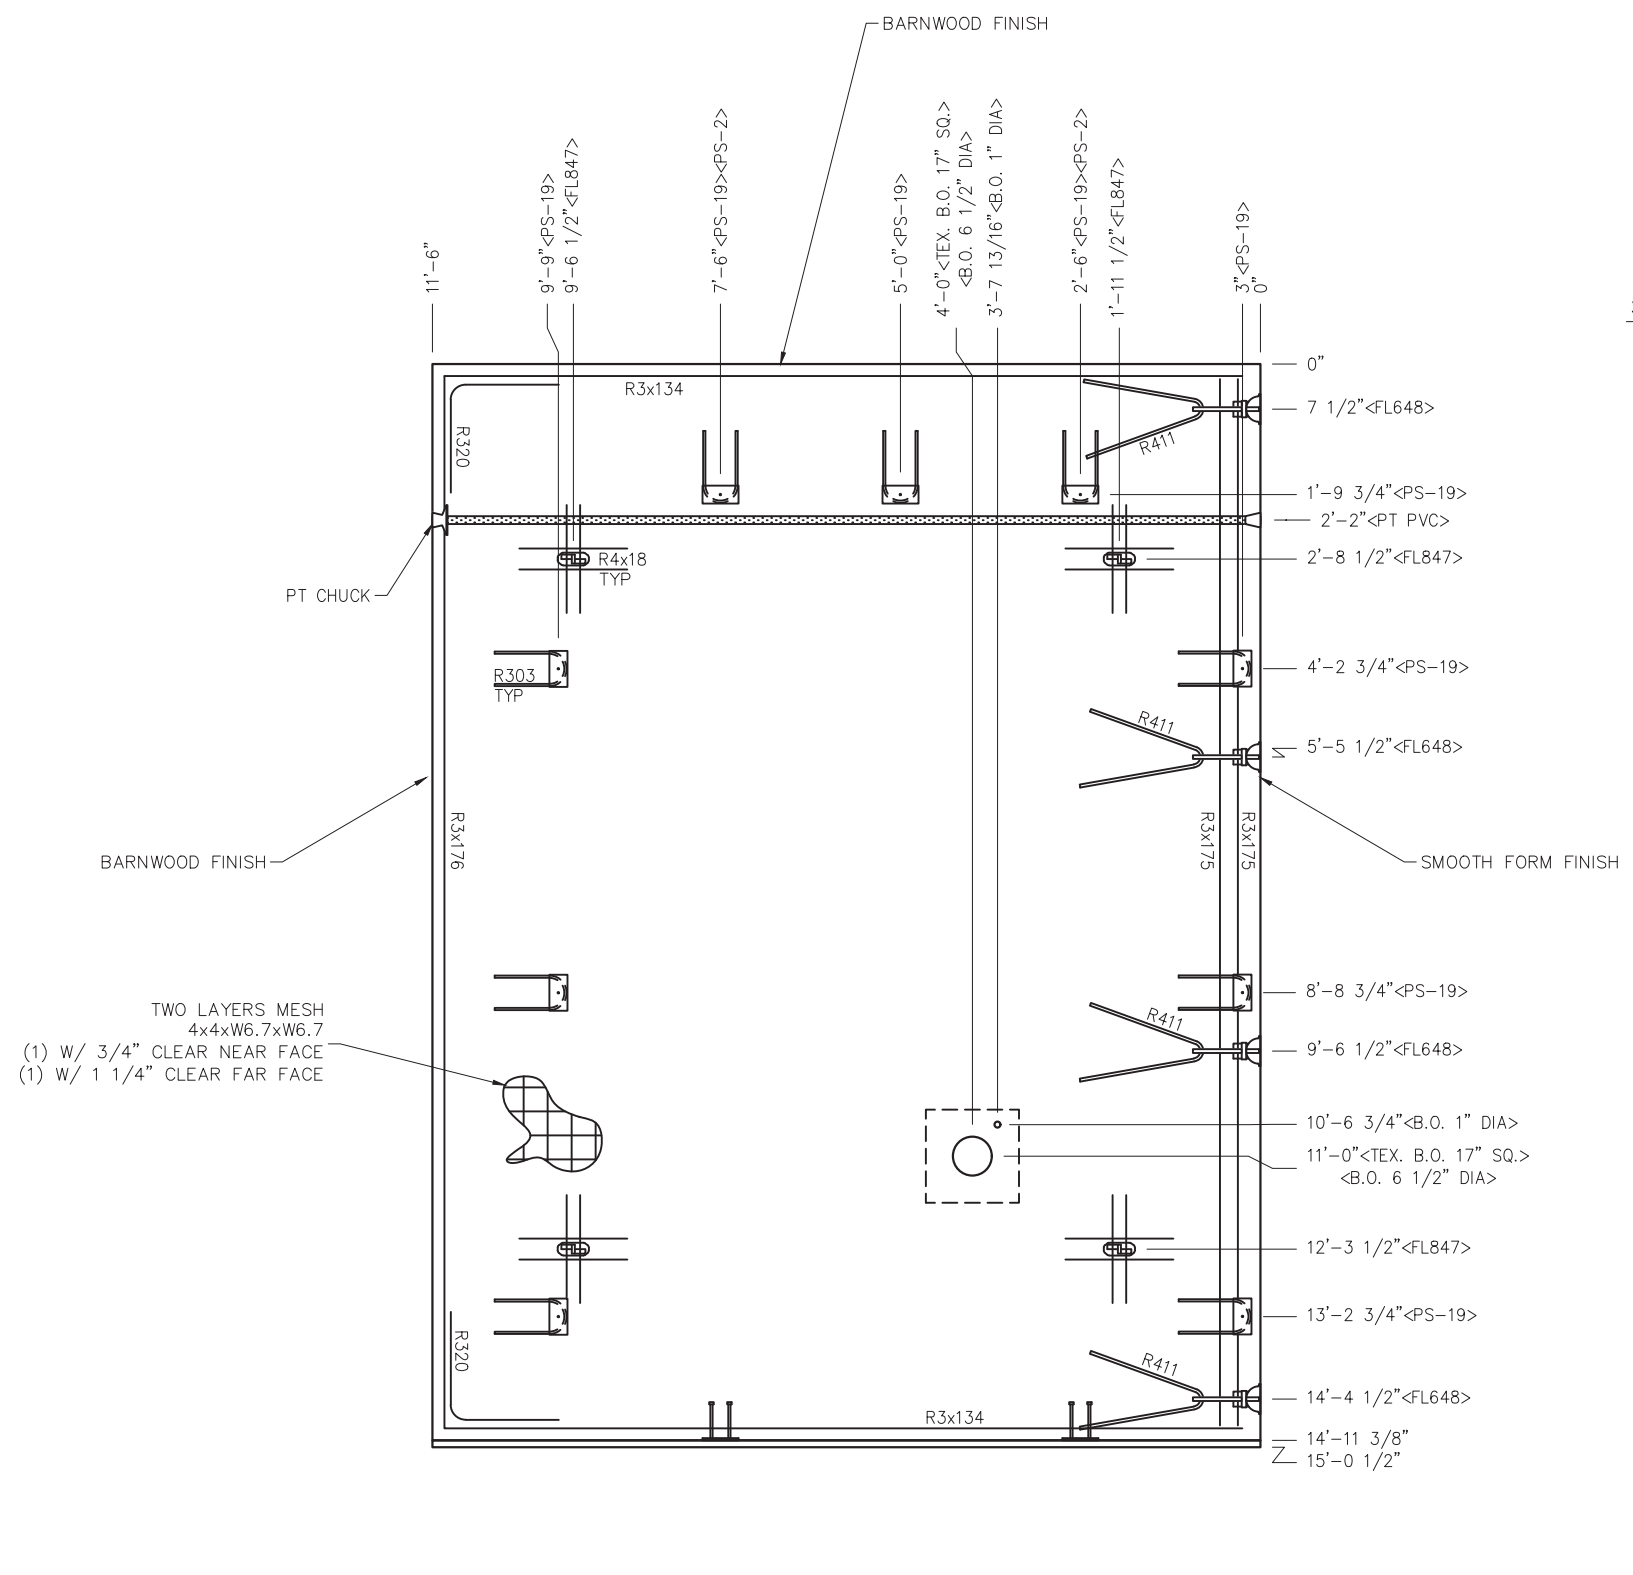 BARNWOOD FINISH
11'-6"
9'-9"<PS-19>
9'-6 1/2"<FL847>
7'-6"<PS-19><PS-2>
5'-0"<PS-19>
4'-0"<TEX. B.O. 17" SQ.>
<B.O. 6 1/2" DIA>
3'-7 13/16"<B.O. 1" DIA>
2'-6"<PS-19><PS-2>
1'-11 1/2"<FL847>
3"<PS-19>
0"
0"
R3x134
7 1/2"<FL648>
R320
R411
1'-9 3/4"<PS-19>
2'-2"<PT PVC>
R4x18
TYP
2'-8 1/2"<FL847>
PT CHUCK
R303
TYP
4'-2 3/4"<PS-19>
R411
5'-5 1/2"<FL648>
R3x176
R3x175
R3x175
BARNWOOD FINISH
SMOOTH FORM FINISH
8'-8 3/4"<PS-19>
TWO LAYERS MESH
4x4xW6.7xW6.7
(1) W/ 3/4" CLEAR NEAR FACE
(1) W/ 1 1/4" CLEAR FAR FACE
R411
9'-6 1/2"<FL648>
10'-6 3/4"<B.O. 1" DIA>
11'-0"<TEX. B.O. 17" SQ.>
<B.O. 6 1/2" DIA>
12'-3 1/2"<FL847>
13'-2 3/4"<PS-19>
R320
R411
14'-4 1/2"<FL648>
R3x134
14'-11 3/8"
15'-0 1/2"